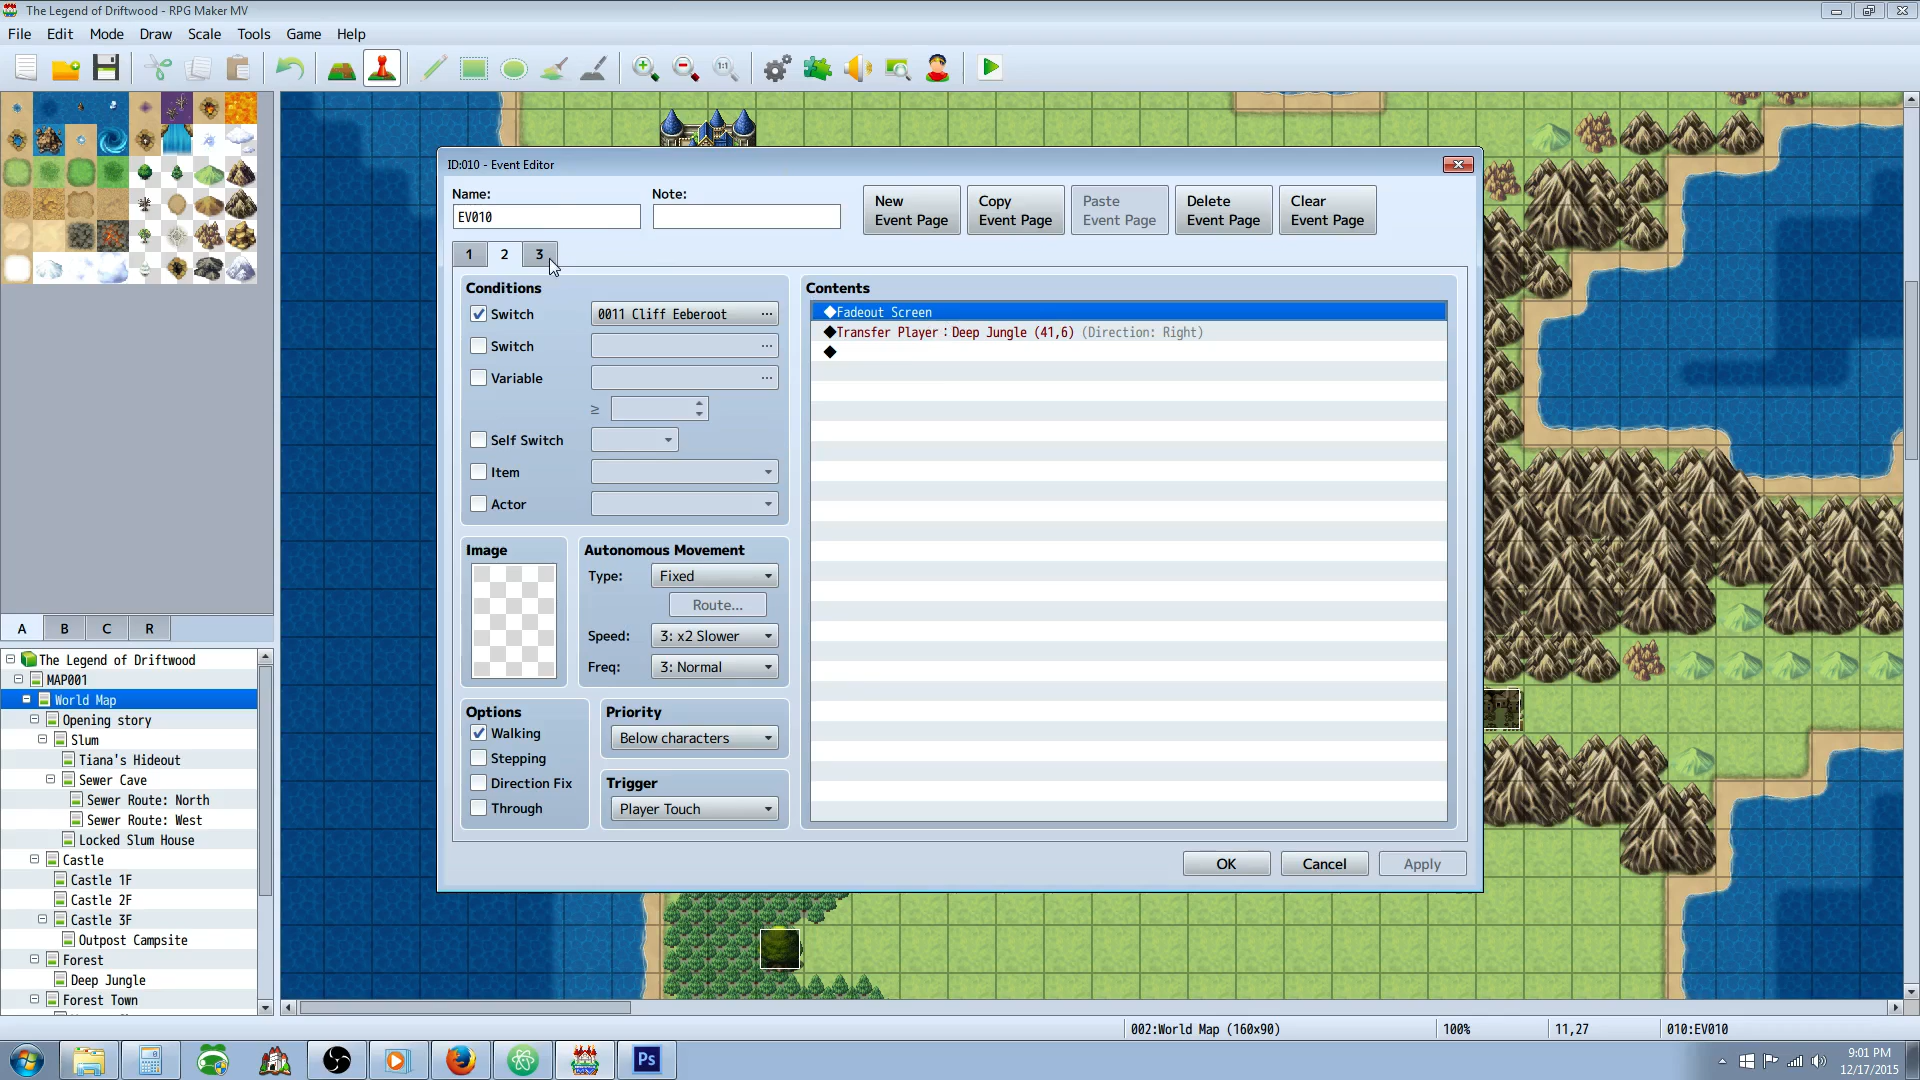 The Legend of Driftwood - RPG Maker MV
File Edit Mode Draw Scale Tools Game Help
1:1
ID:010 - Event Editor
Name: Note:
EV010
New Event Page
Copy Event Page
Paste Event Page
Delete Event Page
Clear Event Page
1 2 3
Conditions
Switch 0011 Cliff Eeberoot ...
Switch ...
Variable ...
≥
Self Switch
Item
Actor
Image
Autonomous Movement
Type: Fixed
Route...
Speed: 3: x2 Slower
Freq: 3: Normal
Options
Walking
Stepping
Direction Fix
Through
Priority
Below characters
Trigger
Player Touch
Contents
◆Fadeout Screen
◆Transfer Player：Deep Jungle (41,6) (Direction: Right)
◆
OK Cancel Apply
A B C R
The Legend of Driftwood
MAP001
World Map
Opening story
Slum
Tiana's Hideout
Sewer Cave
Sewer Route: North
Sewer Route: West
Locked Slum House
Castle
Castle 1F
Castle 2F
Castle 3F
Outpost Campsite
Forest
Deep Jungle
Forest Town
002:World Map (160x90) 100% 11,27 010:EV010
Ps
9:01 PM
12/17/2015